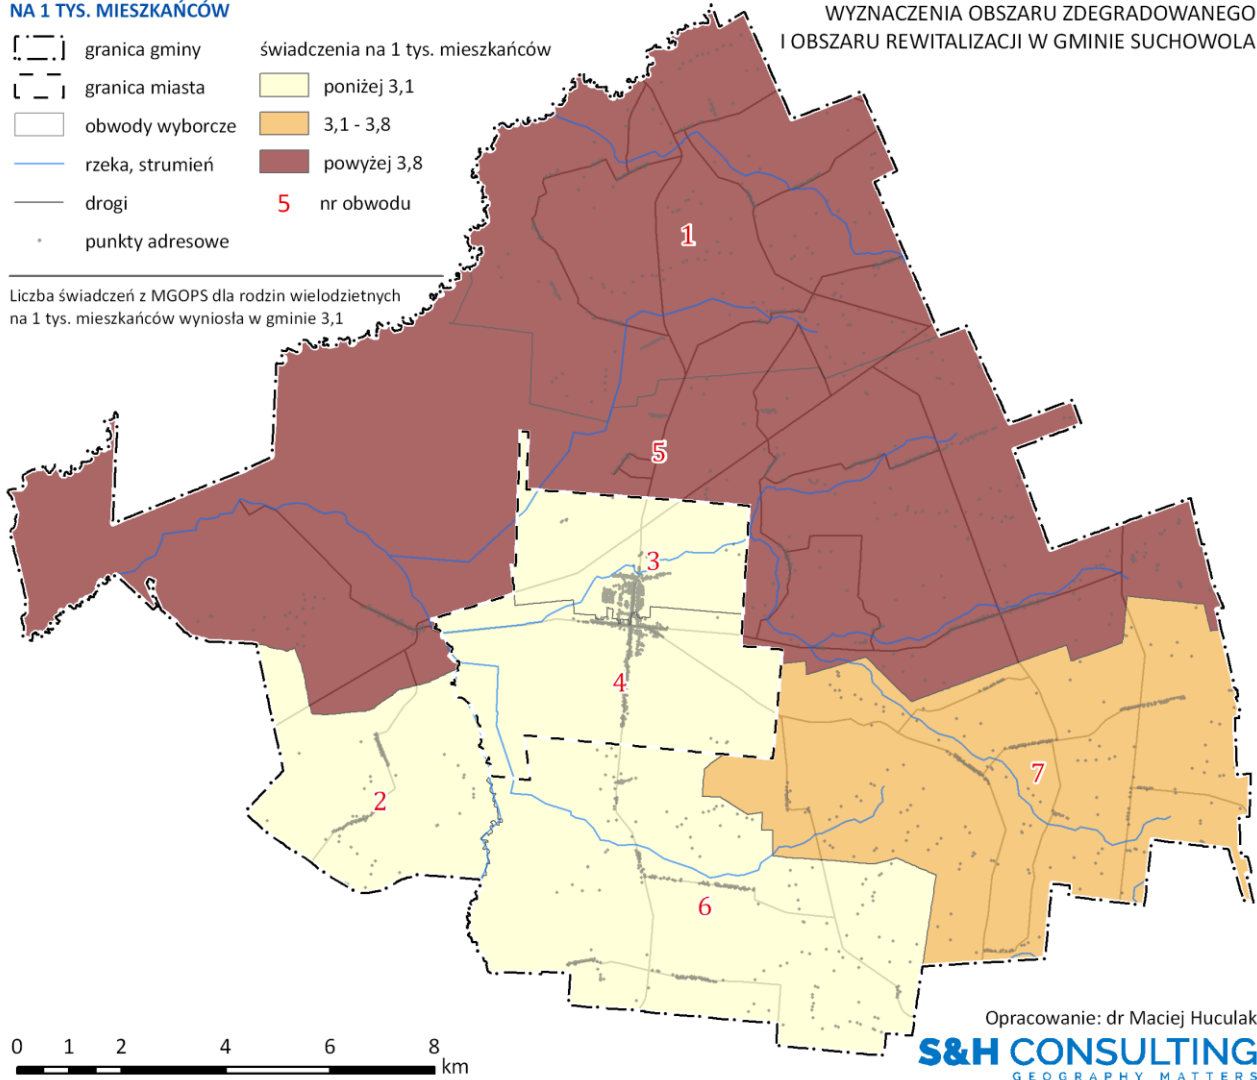 NA 1 TYS. MIESZKAŃCÓW
WYZNACZENIA OBSZARU ZDEGRADOWANEGO
I OBSZARU REWITALIZACJI W GMINIE SUCHOWOLA
granica gminy
granica miasta
obwody wyborcze
rzeka, strumień
drogi
punkty adresowe
świadczenia na 1 tys. mieszkańców
poniżej 3,1
3,1 - 3,8
powyżej 3,8
5 nr obwodu
Liczba świadczeń z MGOPS dla rodzin wielodzietnych
na 1 tys. mieszkańców wyniosła w gminie 3,1
1
5
3
4
7
2
6
0 1 2 4 6 8 km
Opracowanie: dr Maciej Huculak
S&H CONSULTING
GEOGRAPHY MATTERS